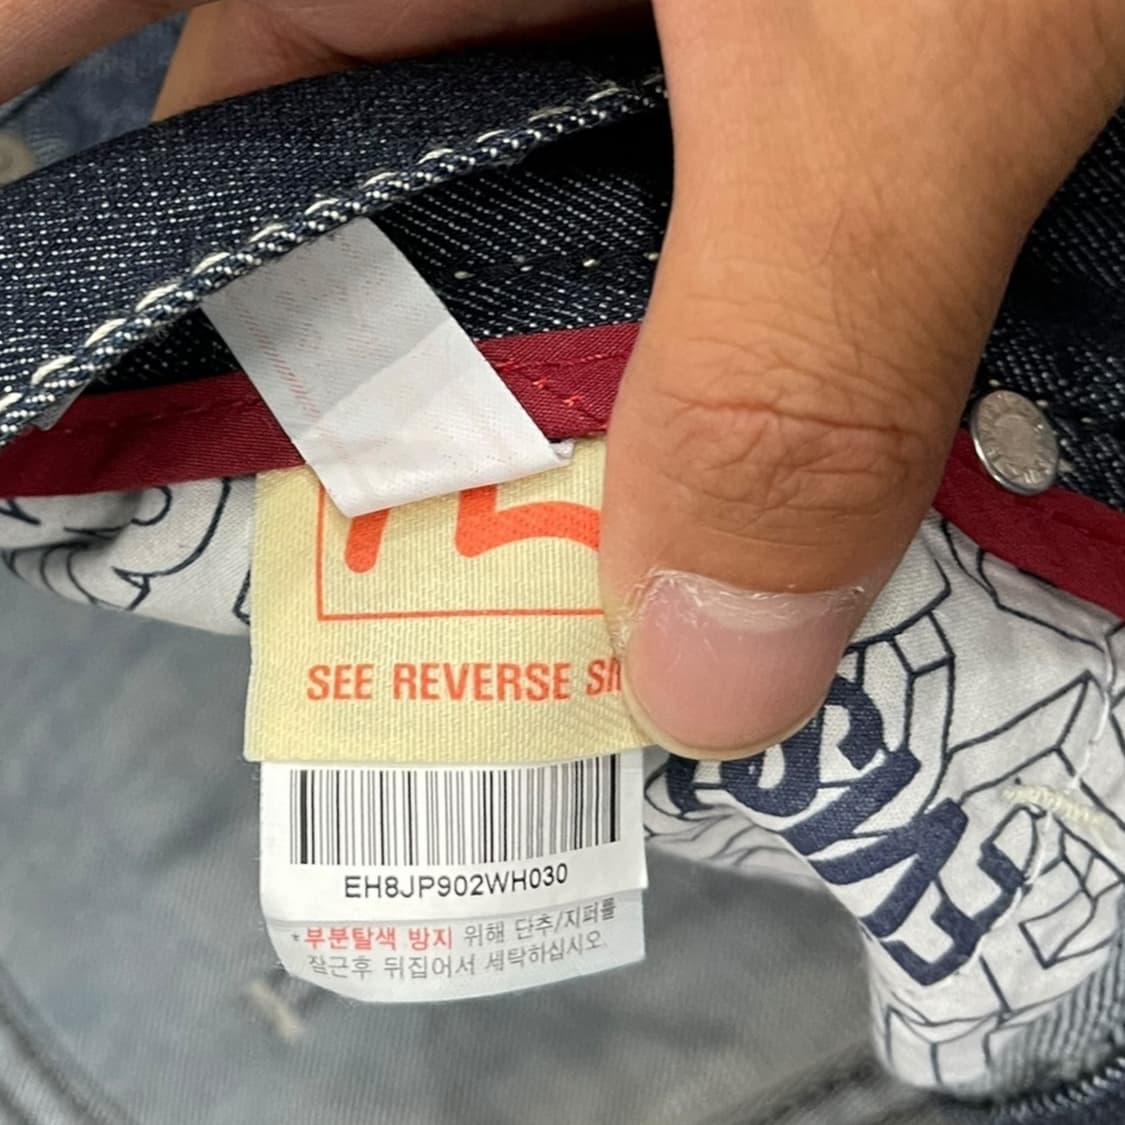 SEE REVERSE
EH8JP902WH030
*부분탈색 방지 위해 단추/지퍼를
잠근후 뒤집어서 세탁하십시오.